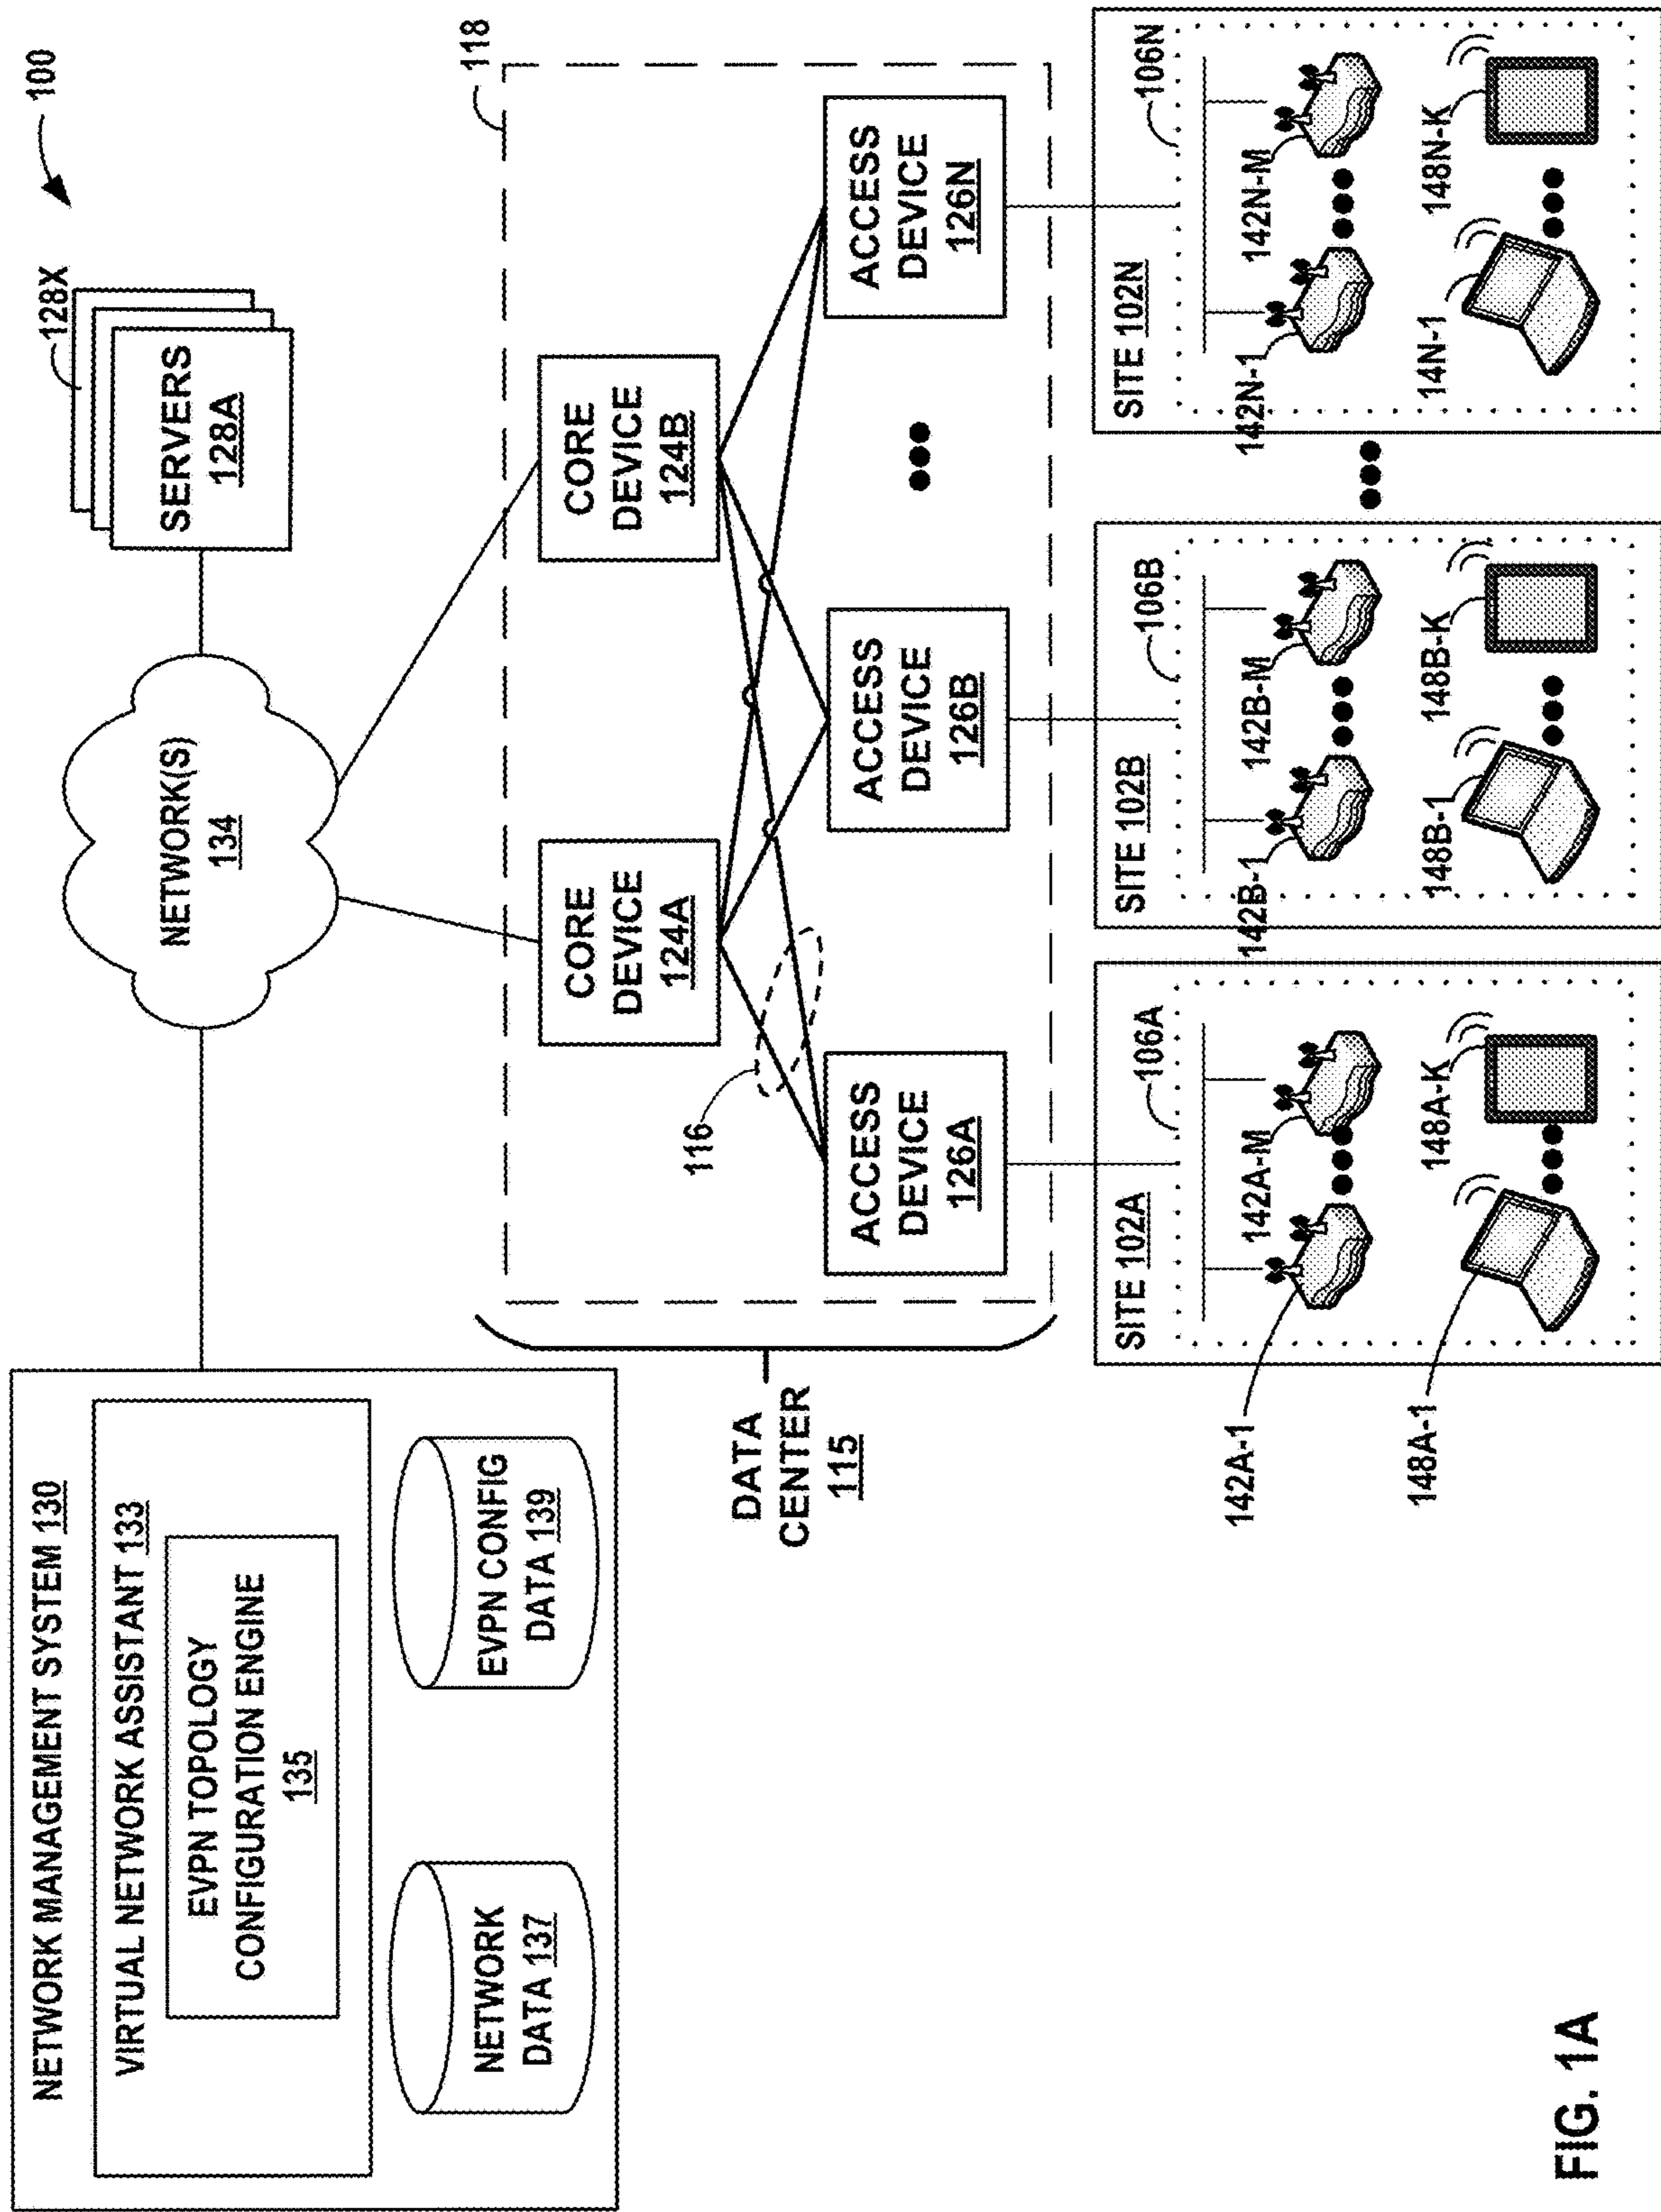 100
NETWORK MANAGEMENT SYSTEM 130
VIRTUAL NETWORK ASSISTANT 133
EVPN TOPOLOGY
CONFIGURATION ENGINE
135
NETWORK
DATA 137
EVPN CONFIG
DATA 139
NETWORK(S)
134
128X
SERVERS
128A
118
DATA
CENTER
115
CORE
DEVICE
124A
CORE
DEVICE
124B
116
ACCESS
DEVICE
126A
ACCESS
DEVICE
126B
ACCESS
DEVICE
126N
SITE 102A
106A
142A-1
142A-M
148A-1
148A-K
SITE 102B
106B
142B-1
142B-M
148B-1
148B-K
SITE 102N
106N
142N-1
142N-M
14N-1
148N-K
FIG. 1A